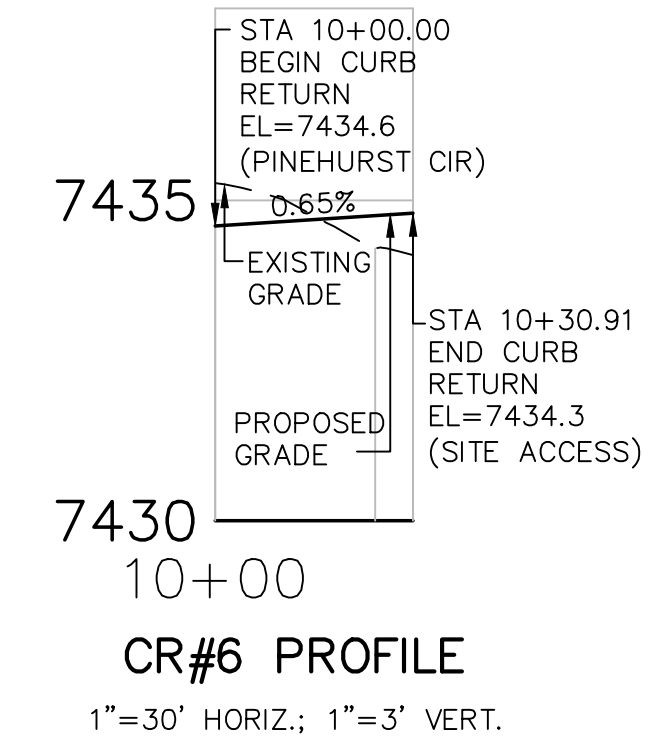 STA 10+00.00
BEGIN CURB
RETURN
EL=7434.6
(PINEHURST CIR)
7435
0.65%
EXISTING
GRADE
STA 10+30.91
END CURB
RETURN
EL=7434.3
(SITE ACCESS)
PROPOSED
GRADE
7430
10+00
CR#6 PROFILE
1"=30' HORIZ.; 1"=3' VERT.